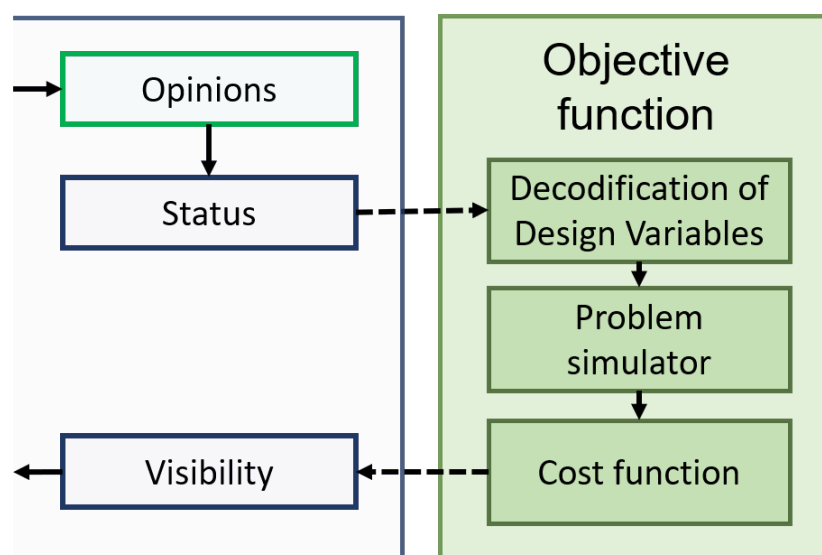 Opinions
Status
Visibility
Objective
function
Decodification of
Design Variables
Problem
simulator
Cost function